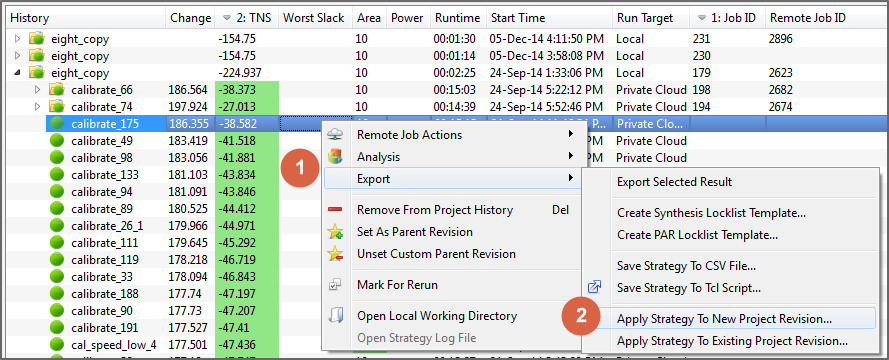 History Change 2: TNS Worst Slack Area Power Runtime Start Time Run Target 1: Job ID Remote Job ID
eight_copy -154.75 10 00:01:30 05-Dec-14 4:11:50 PM Local 231 2896
eight_copy -154.75 10 00:01:14 05-Dec-14 3:58:08 PM Local 230
eight_copy -224.937 10 00:02:25 24-Sep-14 1:33:06 PM Local 179 2623
calibrate_66 186.564 -38.373 10 00:15:03 24-Sep-14 5:22:12 PM Private Cloud 198 2682
calibrate_74 197.924 -27.013 10 00:14:39 24-Sep-14 5:52:46 PM Private Cloud 194 2674
calibrate_175 186.355 -38.582 P... Private Clo...
calibrate_49 183.419 -41.518 PM Private Cloud
calibrate_98 183.056 -41.881 PM Private Cloud
calibrate_133 181.103 -43.834
calibrate_94 181.091 -43.846
calibrate_89 180.525 -44.412
calibrate_26_1 179.966 -44.971
calibrate_111 179.645 -45.292
calibrate_119 178.218 -46.719
calibrate_33 178.094 -46.843
calibrate_188 177.74 -47.197
calibrate_90 177.73 -47.207
calibrate_191 177.527 -47.41
cal_speed_low_4 177.501 -47.436
1
Remote Job Actions
Analysis
Export
Remove From Project History Del
Set As Parent Revision
Unset Custom Parent Revision
Mark For Rerun
Open Local Working Directory
Open Strategy Log File
Export Selected Result
Create Synthesis Locklist Template...
Create PAR Locklist Template...
Save Strategy To CSV File...
Save Strategy To Tcl Script...
2
Apply Strategy To New Project Revision...
Apply Strategy To Existing Project Revision...